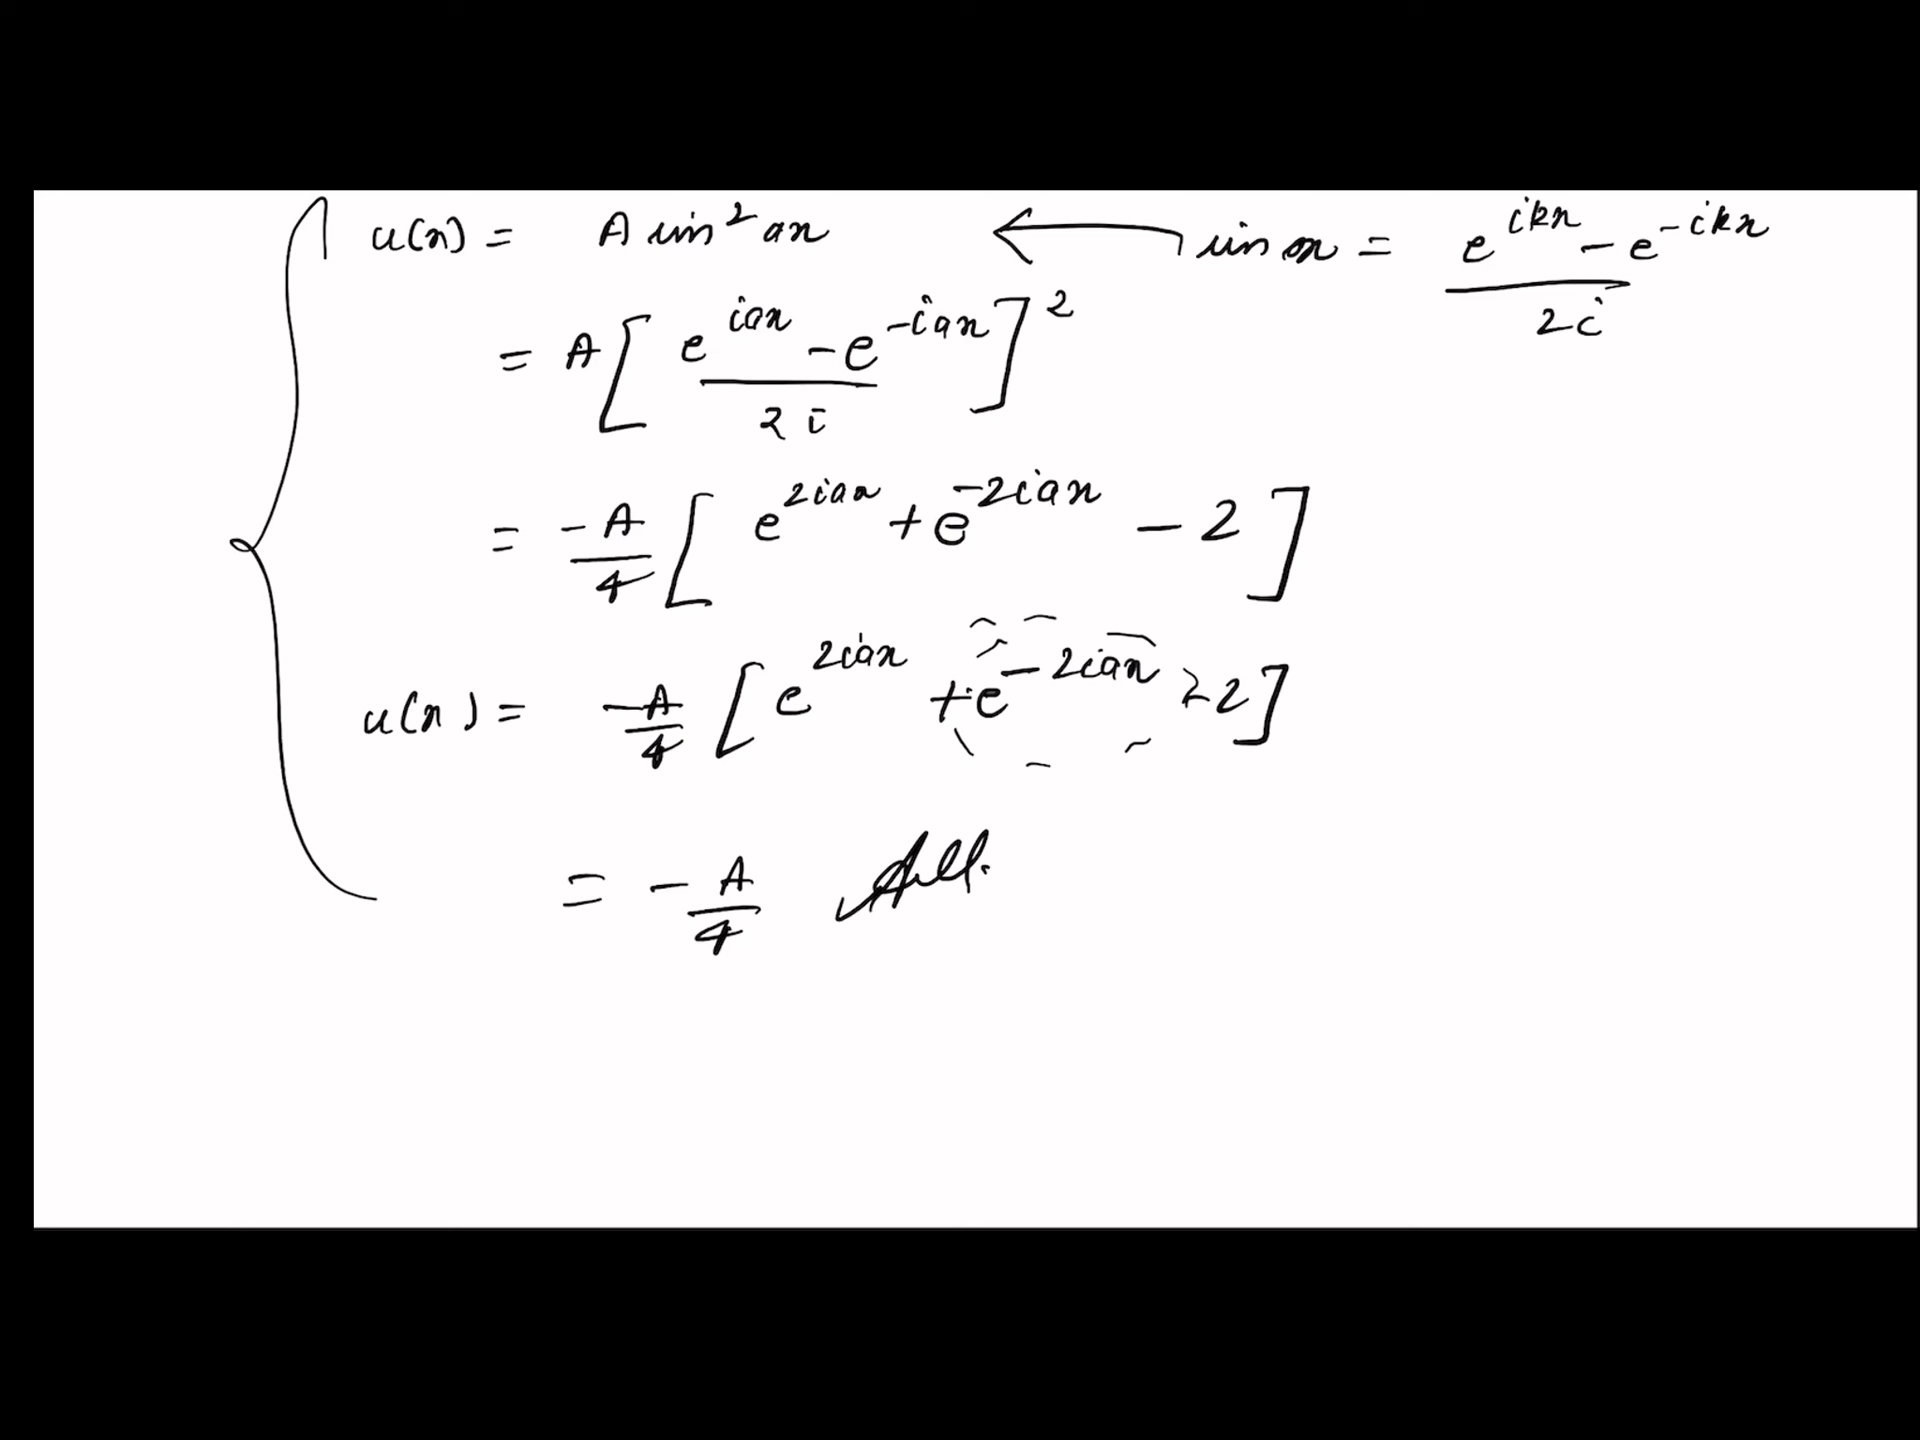 u(x) = A sin² ax ← sin x = (e^{ikx} - e^{-ikx}) / 2i
= A [ (e^{iax} - e^{-iax}) / 2i ]²
= -A/4 [ e^{2iax} + e^{-2iax} - 2 ]
u(x) = -A/4 [ e^{2iax} + e^{-2iax} - 2 ]
= - A/4